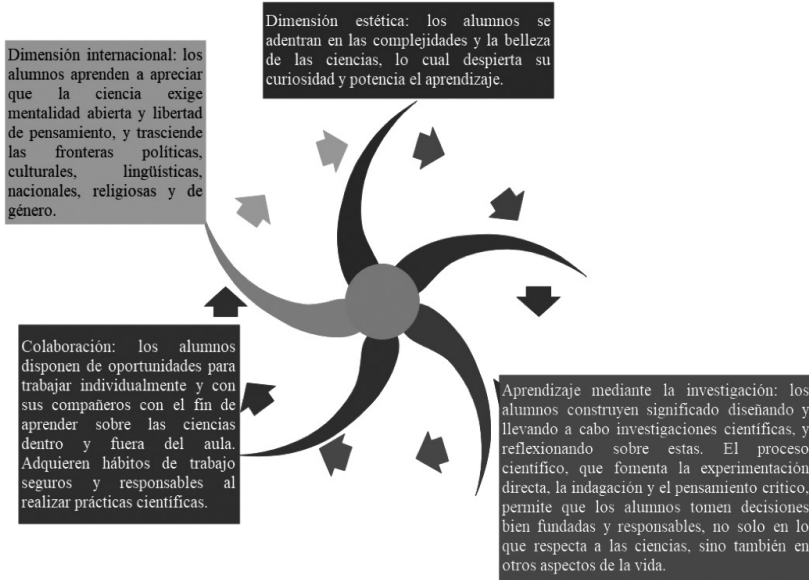 Dimensión estética: los alumnos se
adentran en las complejidades y la belleza
de las ciencias, lo cual despierta su
curiosidad y potencia el aprendizaje.
Dimensión internacional: los
alumnos aprenden a apreciar
que la ciencia exige
mentalidad abierta y libertad
de pensamiento, y trasciende
las fronteras políticas,
culturales, lingüísticas,
nacionales, religiosas y de
género.
Colaboración: los alumnos
disponen de oportunidades para
trabajar individualmente y con
sus compañeros con el fin de
aprender sobre las ciencias
dentro y fuera del aula.
Adquieren hábitos de trabajo
seguros y responsables al
realizar prácticas científicas.
Aprendizaje mediante la investigación: los
alumnos construyen significado diseñando y
llevando a cabo investigaciones científicas, y
reflexionando sobre estas. El proceso
científico, que fomenta la experimentación
directa, la indagación y el pensamiento crítico,
permite que los alumnos tomen decisiones
bien fundadas y responsables, no solo en lo
que respecta a las ciencias, sino también en
otros aspectos de la vida.